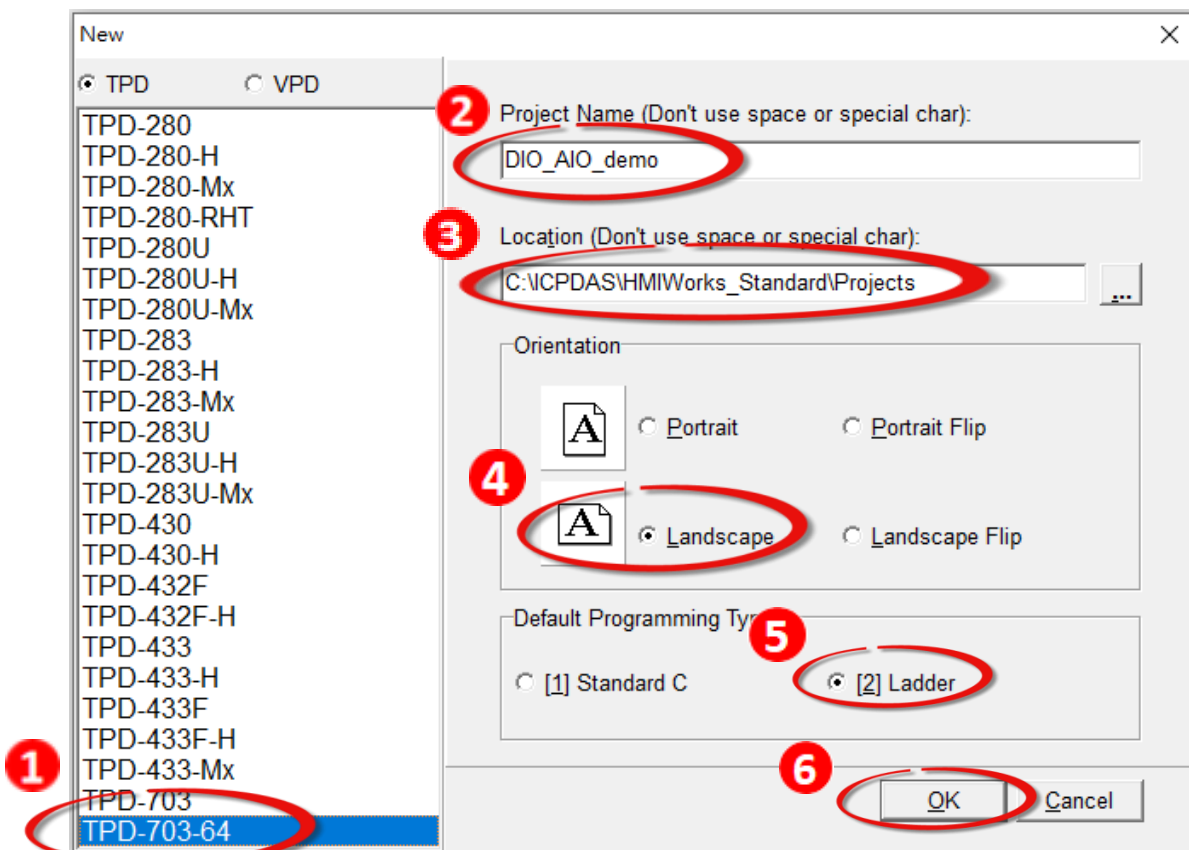 New
TPD
VPD
TPD-280
TPD-280-H
TPD-280-Mx
TPD-280-RHT
TPD-280U
TPD-280U-H
TPD-280U-Mx
TPD-283
TPD-283-H
TPD-283-Mx
TPD-283U
TPD-283U-H
TPD-283U-Mx
TPD-430
TPD-430-H
TPD-432F
TPD-432F-H
TPD-433
TPD-433-H
TPD-433F
TPD-433F-H
TPD-433-Mx
1
TPD-703
TPD-703-64
2
Project Name (Don't use space or special char):
DIO_AIO_demo
3
Location (Don't use space or special char):
C:\ICPDAS\HMIWorks_Standard\Projects
...
Orientation
A
Portrait
Portrait Flip
4
A
Landscape
Landscape Flip
Default Programming Ty
5
[1] Standard C
[2] Ladder
6
OK
Cancel